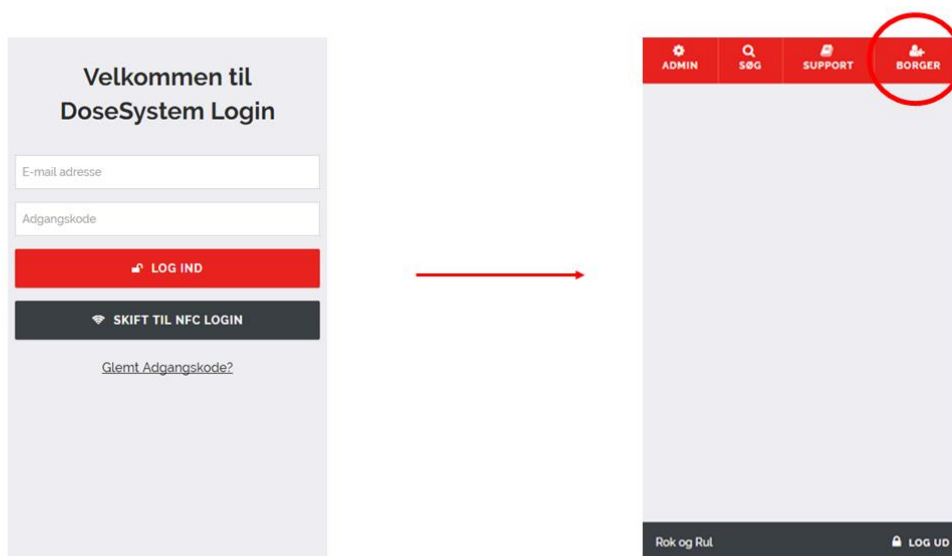 Velkommen til
DoseSystem Login
E-mail adresse
Adgangskode
LOG IND
SKIFT TIL NFC LOGIN
Glemt Adgangskode?
ADMIN
SØG
SUPPORT
BORGER
Rok og Rul
LOG UD